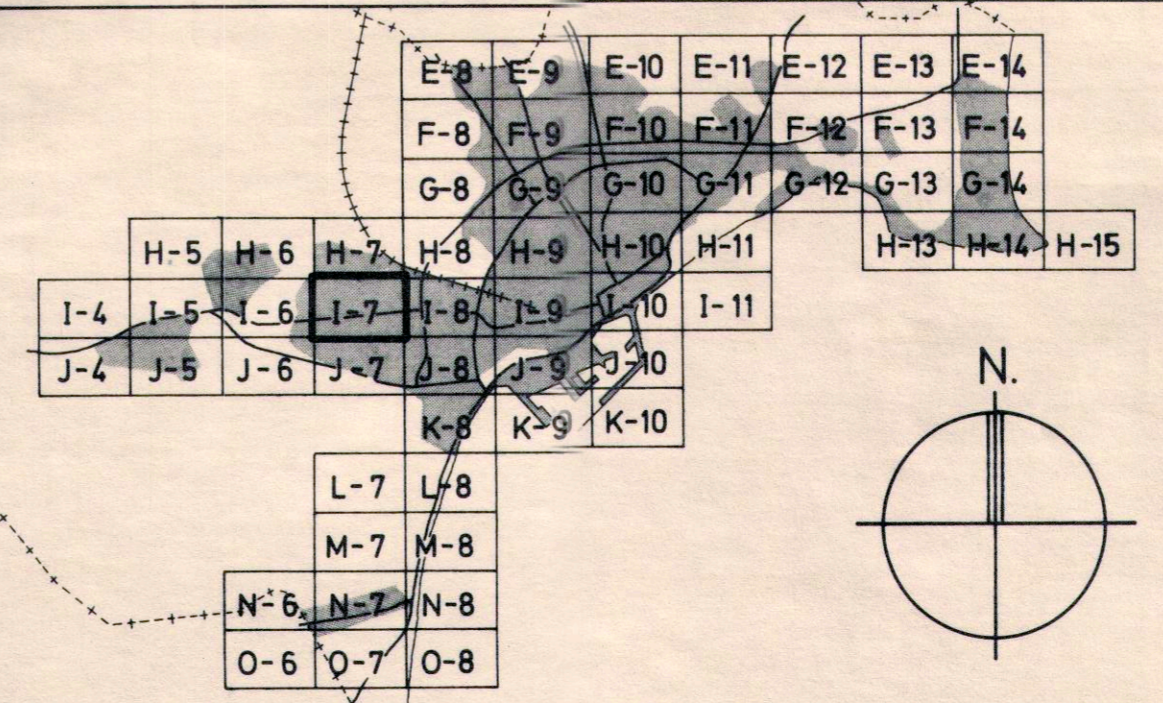 E-8 E-9 E-10 E-11 E-12 E-13 E-14
F-8 F-9 F-10 F-11 F-12 F-13 F-14
G-8 G-9 G-10 G-11 G-12 G-13 G-14
H-5 H-6 H-7 H-8 H-9 H-10 H-11 H-13 H-14 H-15
I-4 I-5 I-6 I-7 I-8 I-9 I-10 I-11
J-4 J-5 J-6 J-7 J-8 J-9 J-10
N.
K-8 K-9 K-10
L-7 L-8
M-7 M-8
N-6 N-7 N-8
O-6 O-7 O-8